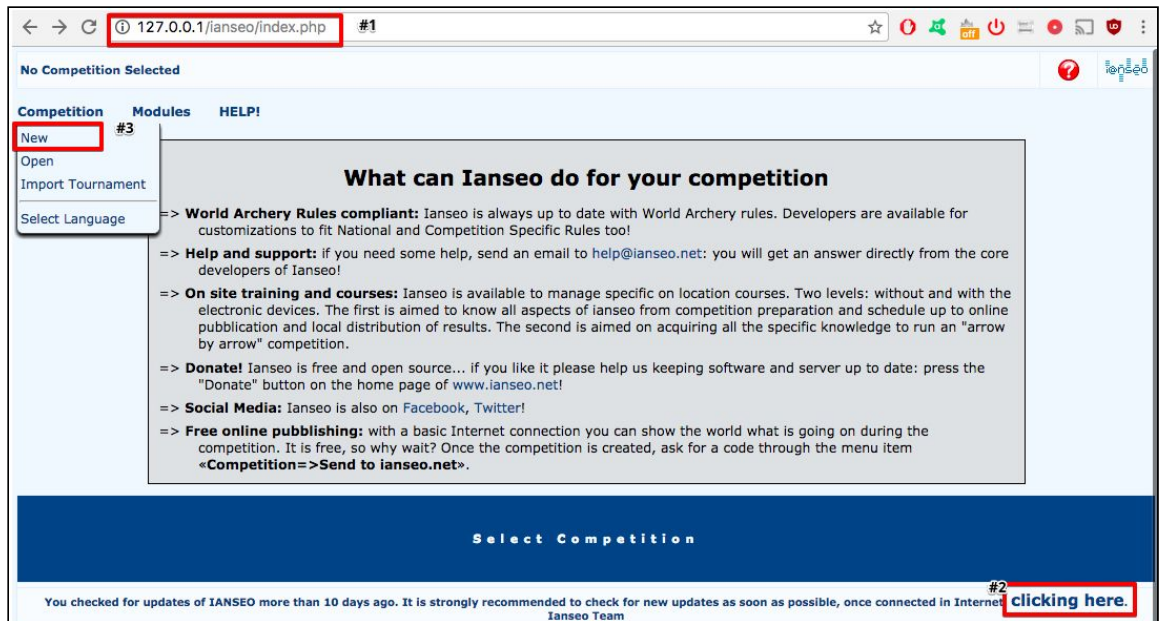 127.0.0.1/ianseo/index.php #1
off
No Competition Selected
? ianseo
Competition Modules HELP!
#3
New
Open
Import Tournament
Select Language
What can Ianseo do for your competition
=> World Archery Rules compliant: Ianseo is always up to date with World Archery rules. Developers are available for
customizations to fit National and Competition Specific Rules too!
=> Help and support: if you need some help, send an email to help@ianseo.net: you will get an answer directly from the core
developers of Ianseo!
=> On site training and courses: Ianseo is available to manage specific on location courses. Two levels: without and with the
electronic devices. The first is aimed to know all aspects of ianseo from competition preparation and schedule up to online
pubblication and local distribution of results. The second is aimed on acquiring all the specific knowledge to run an "arrow
by arrow" competition.
=> Donate! Ianseo is free and open source... if you like it please help us keeping software and server up to date: press the
"Donate" button on the home page of www.ianseo.net!
=> Social Media: Ianseo is also on Facebook, Twitter!
=> Free online pubblishing: with a basic Internet connection you can show the world what is going on during the
competition. It is free, so why wait? Once the competition is created, ask for a code through the menu item
«Competition=>Send to ianseo.net».
Select Competition
#2
You checked for updates of IANSEO more than 10 days ago. It is strongly recommended to check for new updates as soon as possible, once connected in Internet clicking here.
Ianseo Team